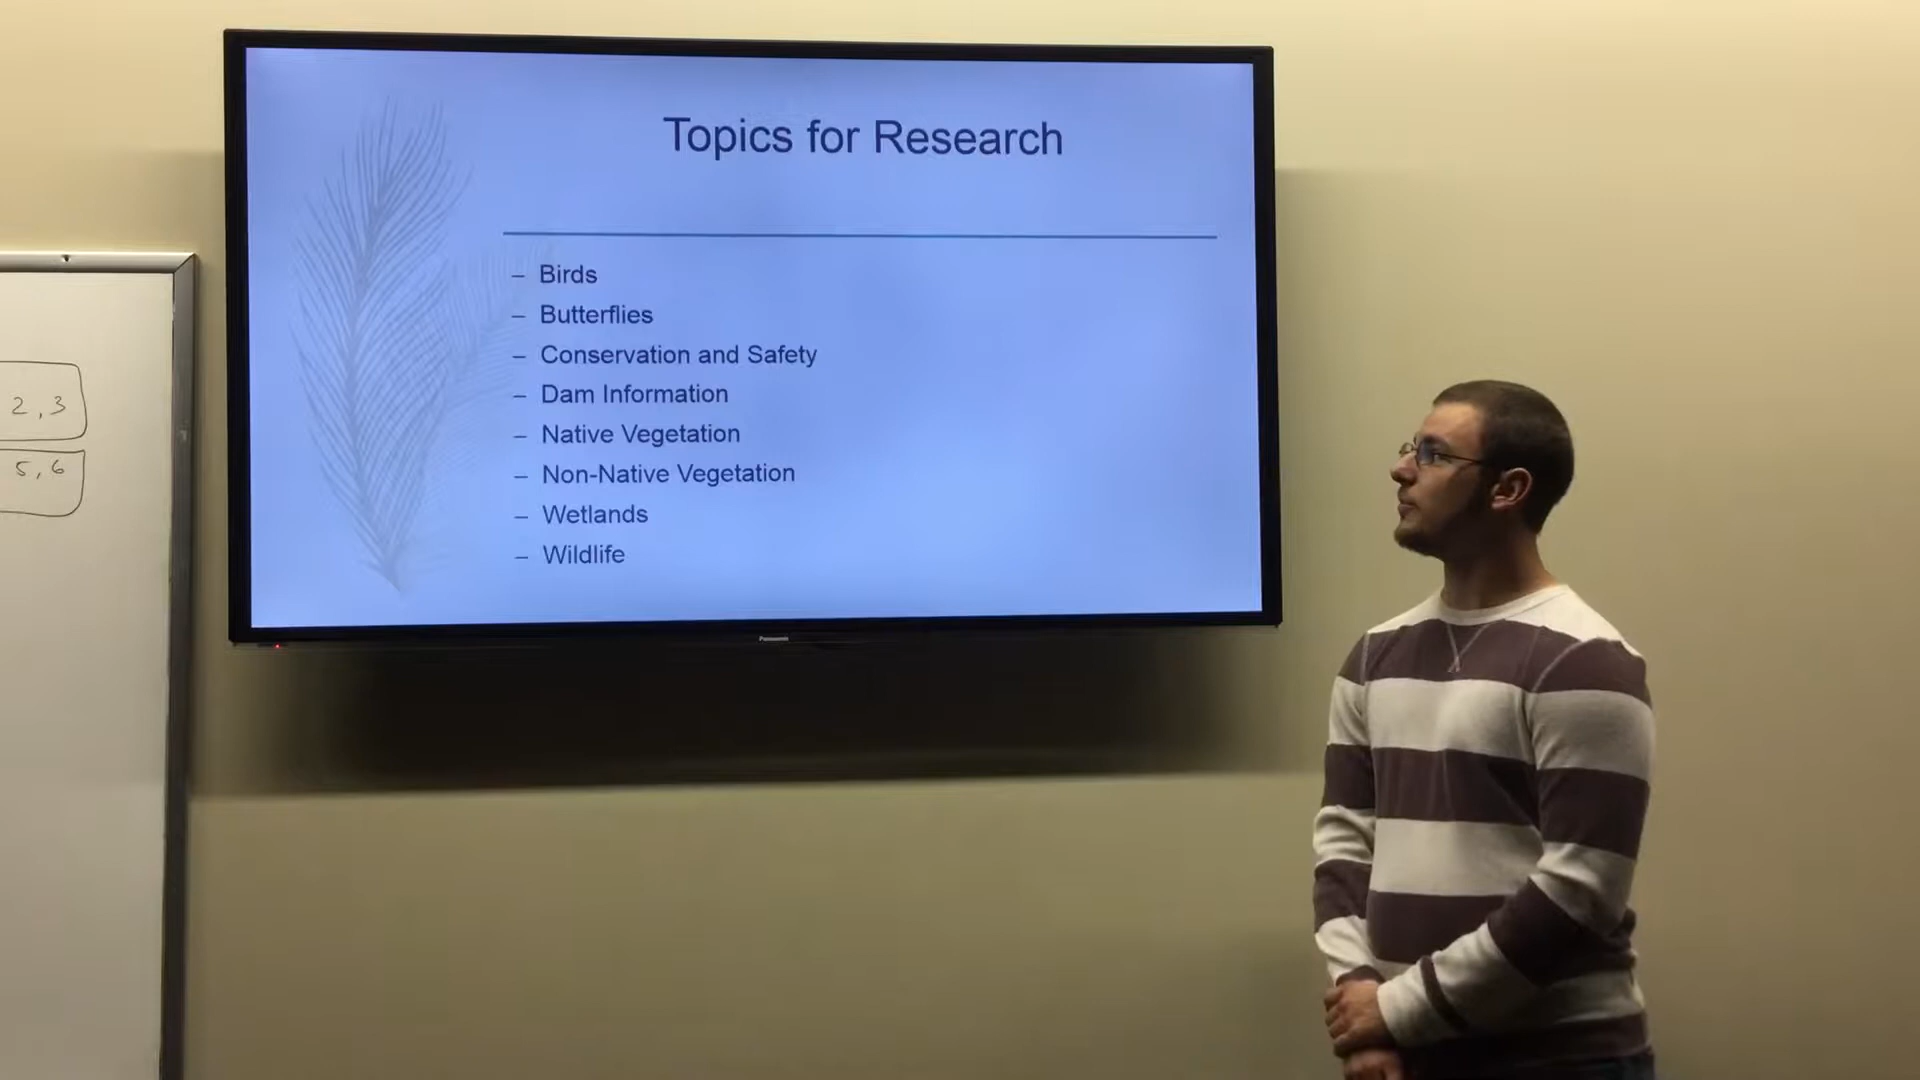 Topics for Research
– Birds
– Butterflies
– Conservation and Safety
– Dam Information
– Native Vegetation
– Non-Native Vegetation
– Wetlands
– Wildlife
2, 3
5, 6
Panasonic